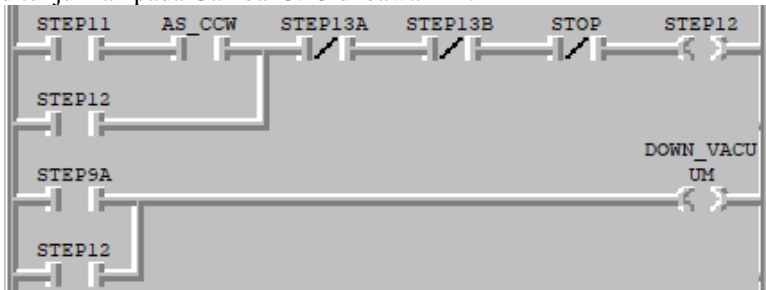 STEP11 AS_CCW STEP13A STEP13B STOP STEP12
STEP12
DOWN_VACU
STEP9A UM
STEP12